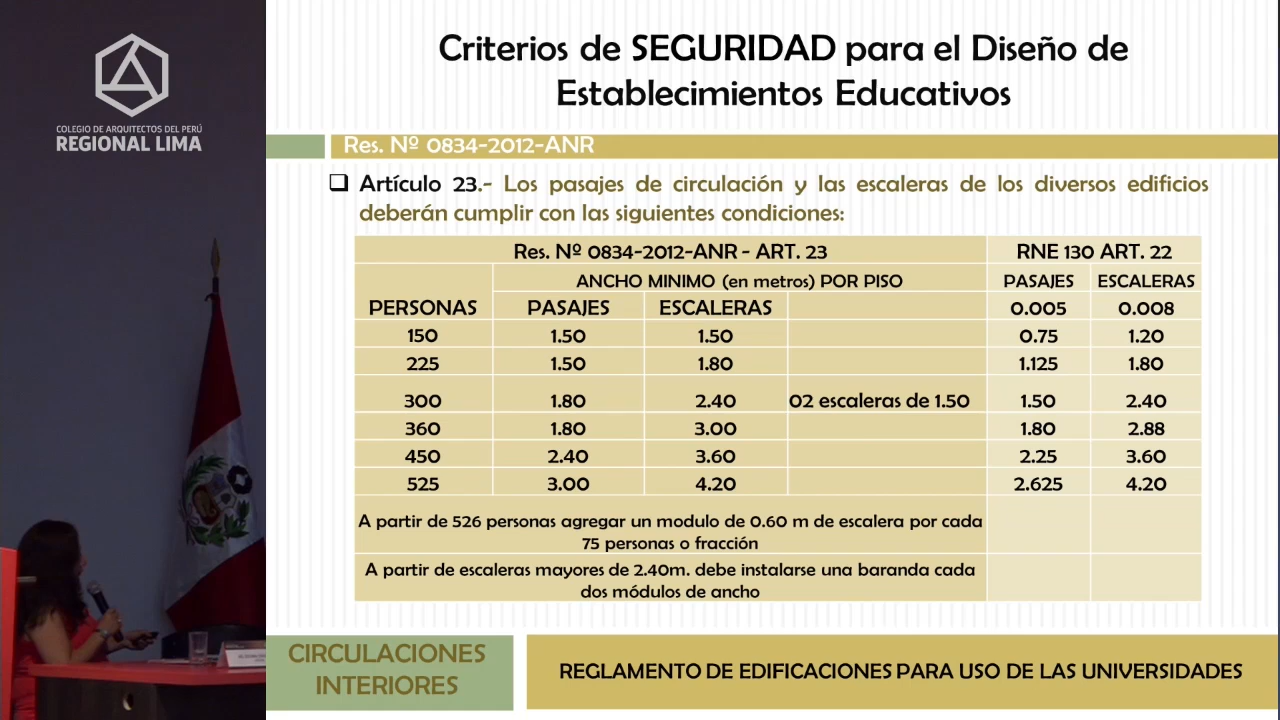 COLEGIO DE ARQUITECTOS DEL PERÚ
REGIONAL LIMA
Criterios de SEGURIDAD para el Diseño de
Establecimientos Educativos
Res. Nº 0834-2012-ANR
Artículo 23.- Los pasajes de circulación y las escaleras de los diversos edificios
deberán cumplir con las siguientes condiciones:
Res. Nº 0834-2012-ANR - ART. 23 RNE 130 ART. 22
ANCHO MINIMO (en metros) POR PISO PASAJES ESCALERAS
PERSONAS PASAJES ESCALERAS 0.005 0.008
150 1.50 1.50 0.75 1.20
225 1.50 1.80 1.125 1.80
300 1.80 2.40 02 escaleras de 1.50 1.50 2.40
360 1.80 3.00 1.80 2.88
450 2.40 3.60 2.25 3.60
525 3.00 4.20 2.625 4.20
A partir de 526 personas agregar un modulo de 0.60 m de escalera por cada
75 personas o fracción
A partir de escaleras mayores de 2.40m. debe instalarse una baranda cada
dos módulos de ancho
CIRCULACIONES
INTERIORES
REGLAMENTO DE EDIFICACIONES PARA USO DE LAS UNIVERSIDADES